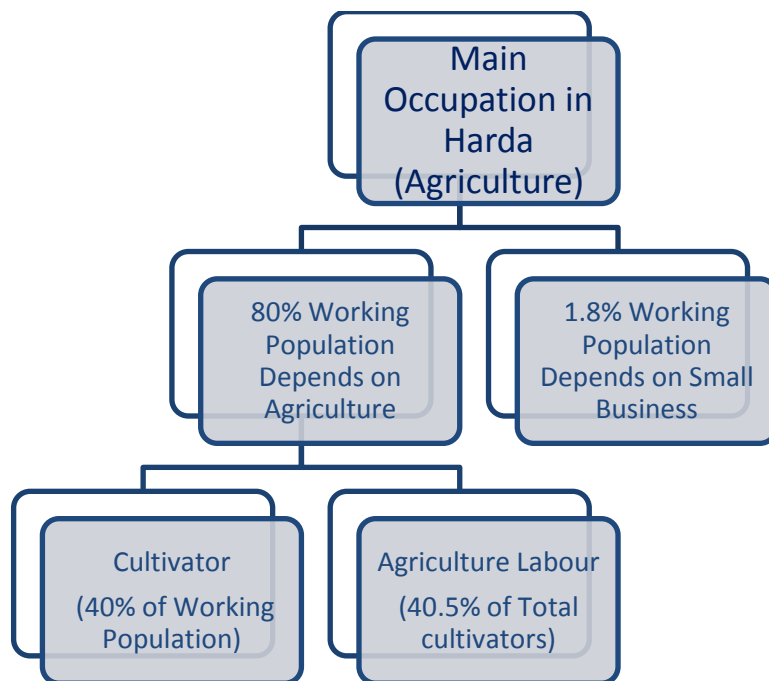 Main
Occupation in
Harda
(Agriculture)
80% Working
Population
Depends on
Agriculture
1.8% Working
Population
Depends on Small
Business
Cultivator
(40% of Working
Population)
Agriculture Labour
(40.5% of Total
cultivators)